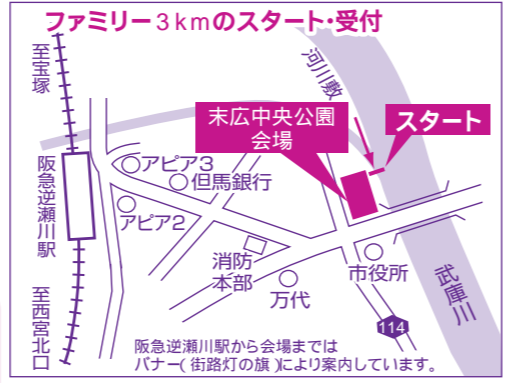 ファミリー3kmのスタート・受付
至宝塚
河川敷
末広中央公園
会場
スタート
アピア3
但馬銀行
阪急逆瀬川駅
アピア2
消防
本部
万代
市役所
武庫川
至西宮北口
114
阪急逆瀬川駅から会場までは
バナー(街路灯の旗)により案内しています。